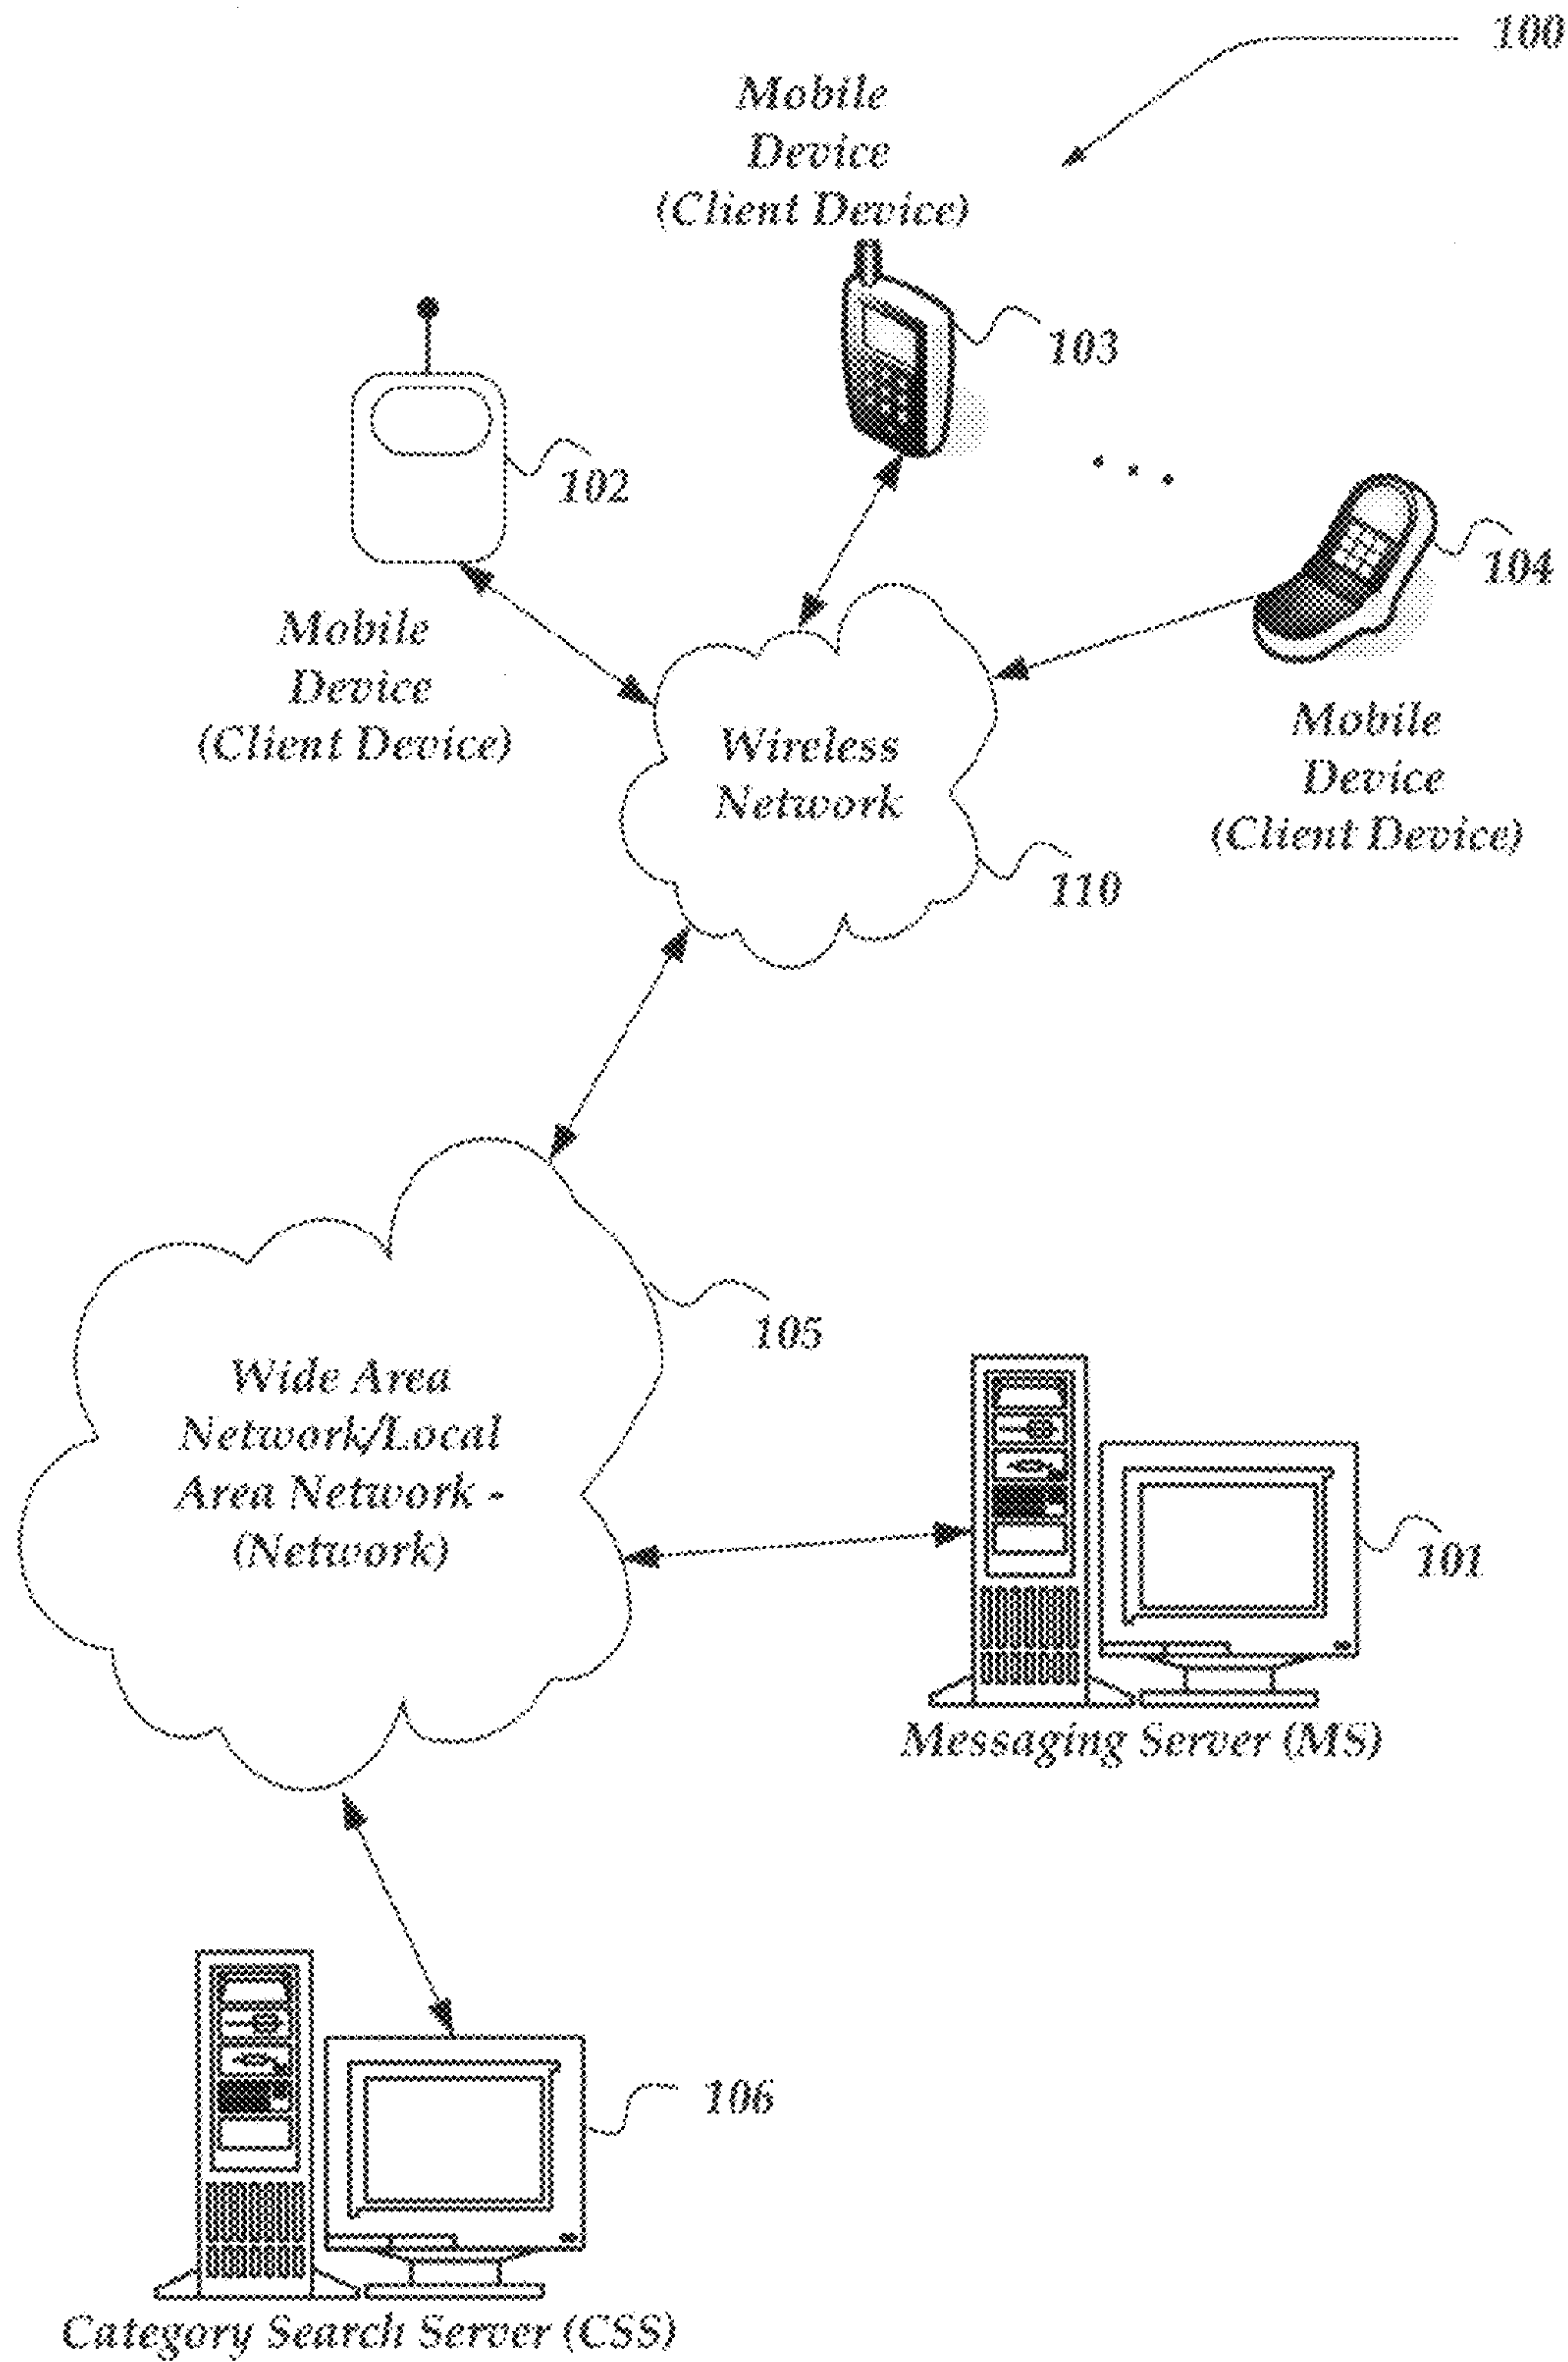 100
Mobile
Device
(Client Device)
103
102
104
Mobile
Device
(Client Device)
Wireless
Network
Mobile
Device
(Client Device)
110
105
Wide Area
Network/Local
Area Network -
(Network)
101
Messaging Server (MS)
106
Category Search Server (CSS)